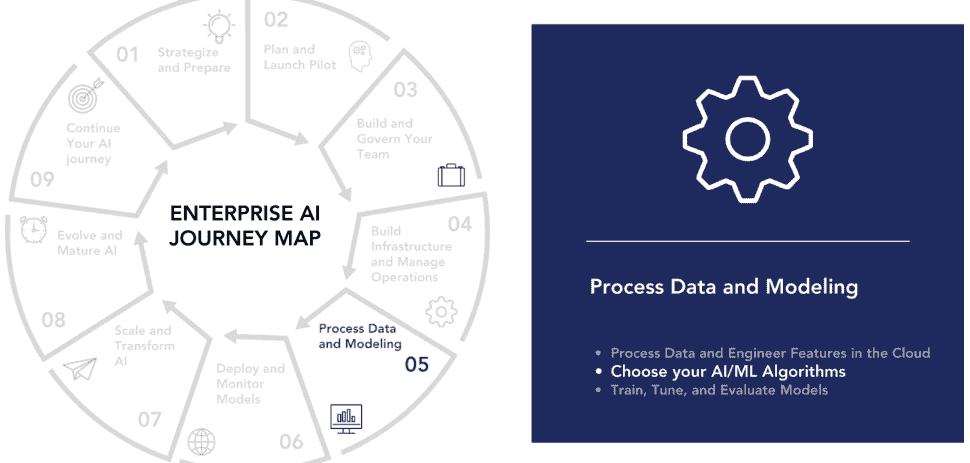 01
Strategize
and Prepare
02
Plan and
Launch Pilot
03
Build and
Govern Your
Team
04
Build
Infrastructure
and Manage
Operations
Process Data
and Modeling
05
Deploy and
Monitor
Models
06
Scale and
Transform
AI
07
Evolve and
Mature AI
08
Continue
Your AI
journey
09
ENTERPRISE AI
JOURNEY MAP
Process Data and Modeling
• Process Data and Engineer Features in the Cloud
• Choose your AI/ML Algorithms
• Train, Tune, and Evaluate Models